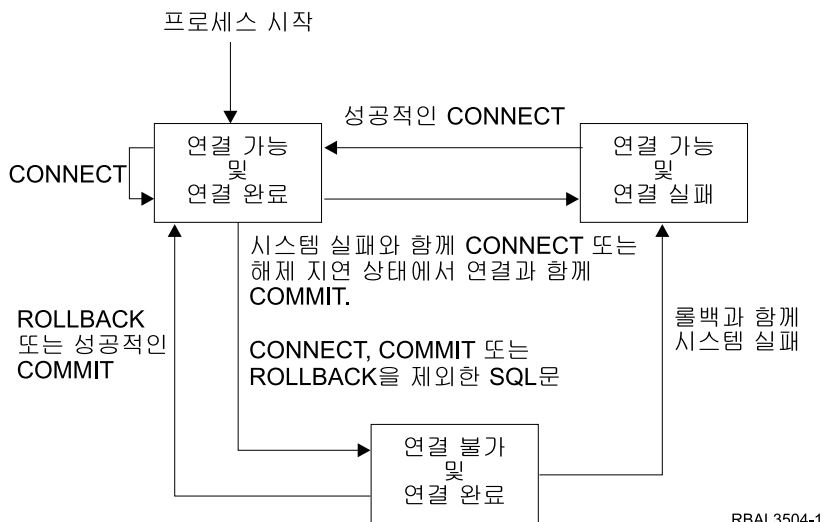 프로세스 시작
성공적인 CONNECT
연결 가능
및
연결 완료
연결 가능
및
연결 실패
CONNECT
시스템 실패와 함께 CONNECT 또는
해제 지연 상태에서 연결과 함께
COMMIT.
ROLLBACK
또는 성공적인
COMMIT
CONNECT, COMMIT 또는
ROLLBACK을 제외한 SQL문
롤백과 함께
시스템 실패
연결 불가
및
연결 완료
RBAL3504-1